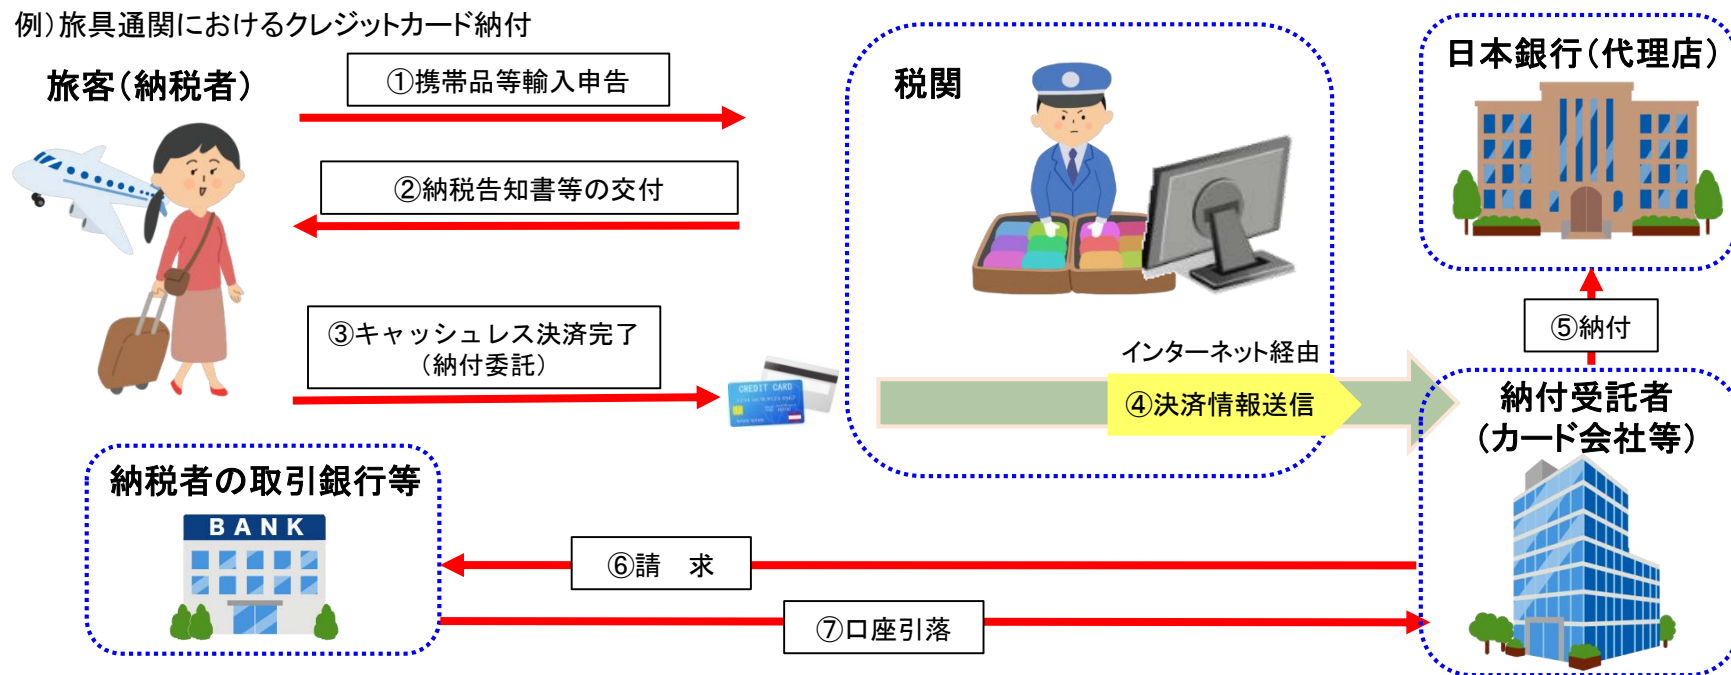 例）旅具通関におけるクレジットカード納付
旅客（納税者）
①携帯品等輸入申告
②納税告知書等の交付
③キャッシュレス決済完了
（納付委託）
CREDIT CARD
税関
インターネット経由
④決済情報送信
日本銀行（代理店）
⑤納付
納付受託者
（カード会社等）
納税者の取引銀行等
BANK
⑥請　求
⑦口座引落